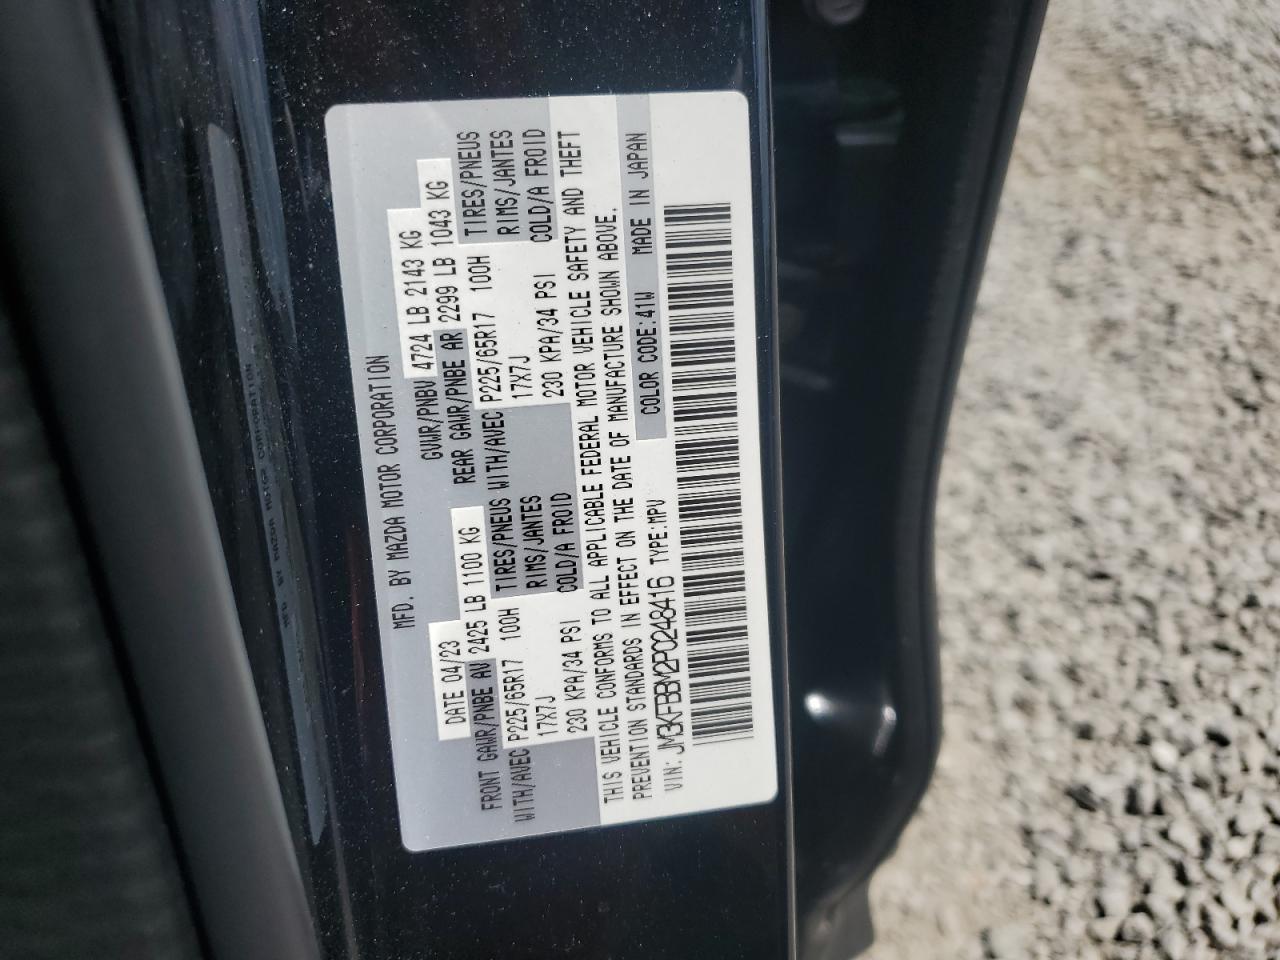 MFD. BY MAZDA MOTOR CORPORATION
DATE 04/23 GVWR/PNBV 4724 LB 2143 KG
FRONT GAWR/PNBE AV 2425 LB 1100 KG REAR GAWR/PNBE AR 2299 LB 1043 KG
WITH/AVEC P225/65R17 100H TIRES/PNEUS WITH/AVEC P225/65R17 100H TIRES/PNEUS
17X7J RIMS/JANTES 17X7J RIMS/JANTES
230 KPA/34 PSI COLD/A FROID 230 KPA/34 PSI COLD/A FROID
THIS VEHICLE CONFORMS TO ALL APPLICABLE FEDERAL MOTOR VEHICLE SAFETY AND THEFT
PREVENTION STANDARDS IN EFFECT ON THE DATE OF MANUFACTURE SHOWN ABOVE.
VIN: JM3KFBBM2P0248416 TYPE:MPV COLOR CODE:41W MADE IN JAPAN
MFD BY MAZDA MOTOR CORPORATION